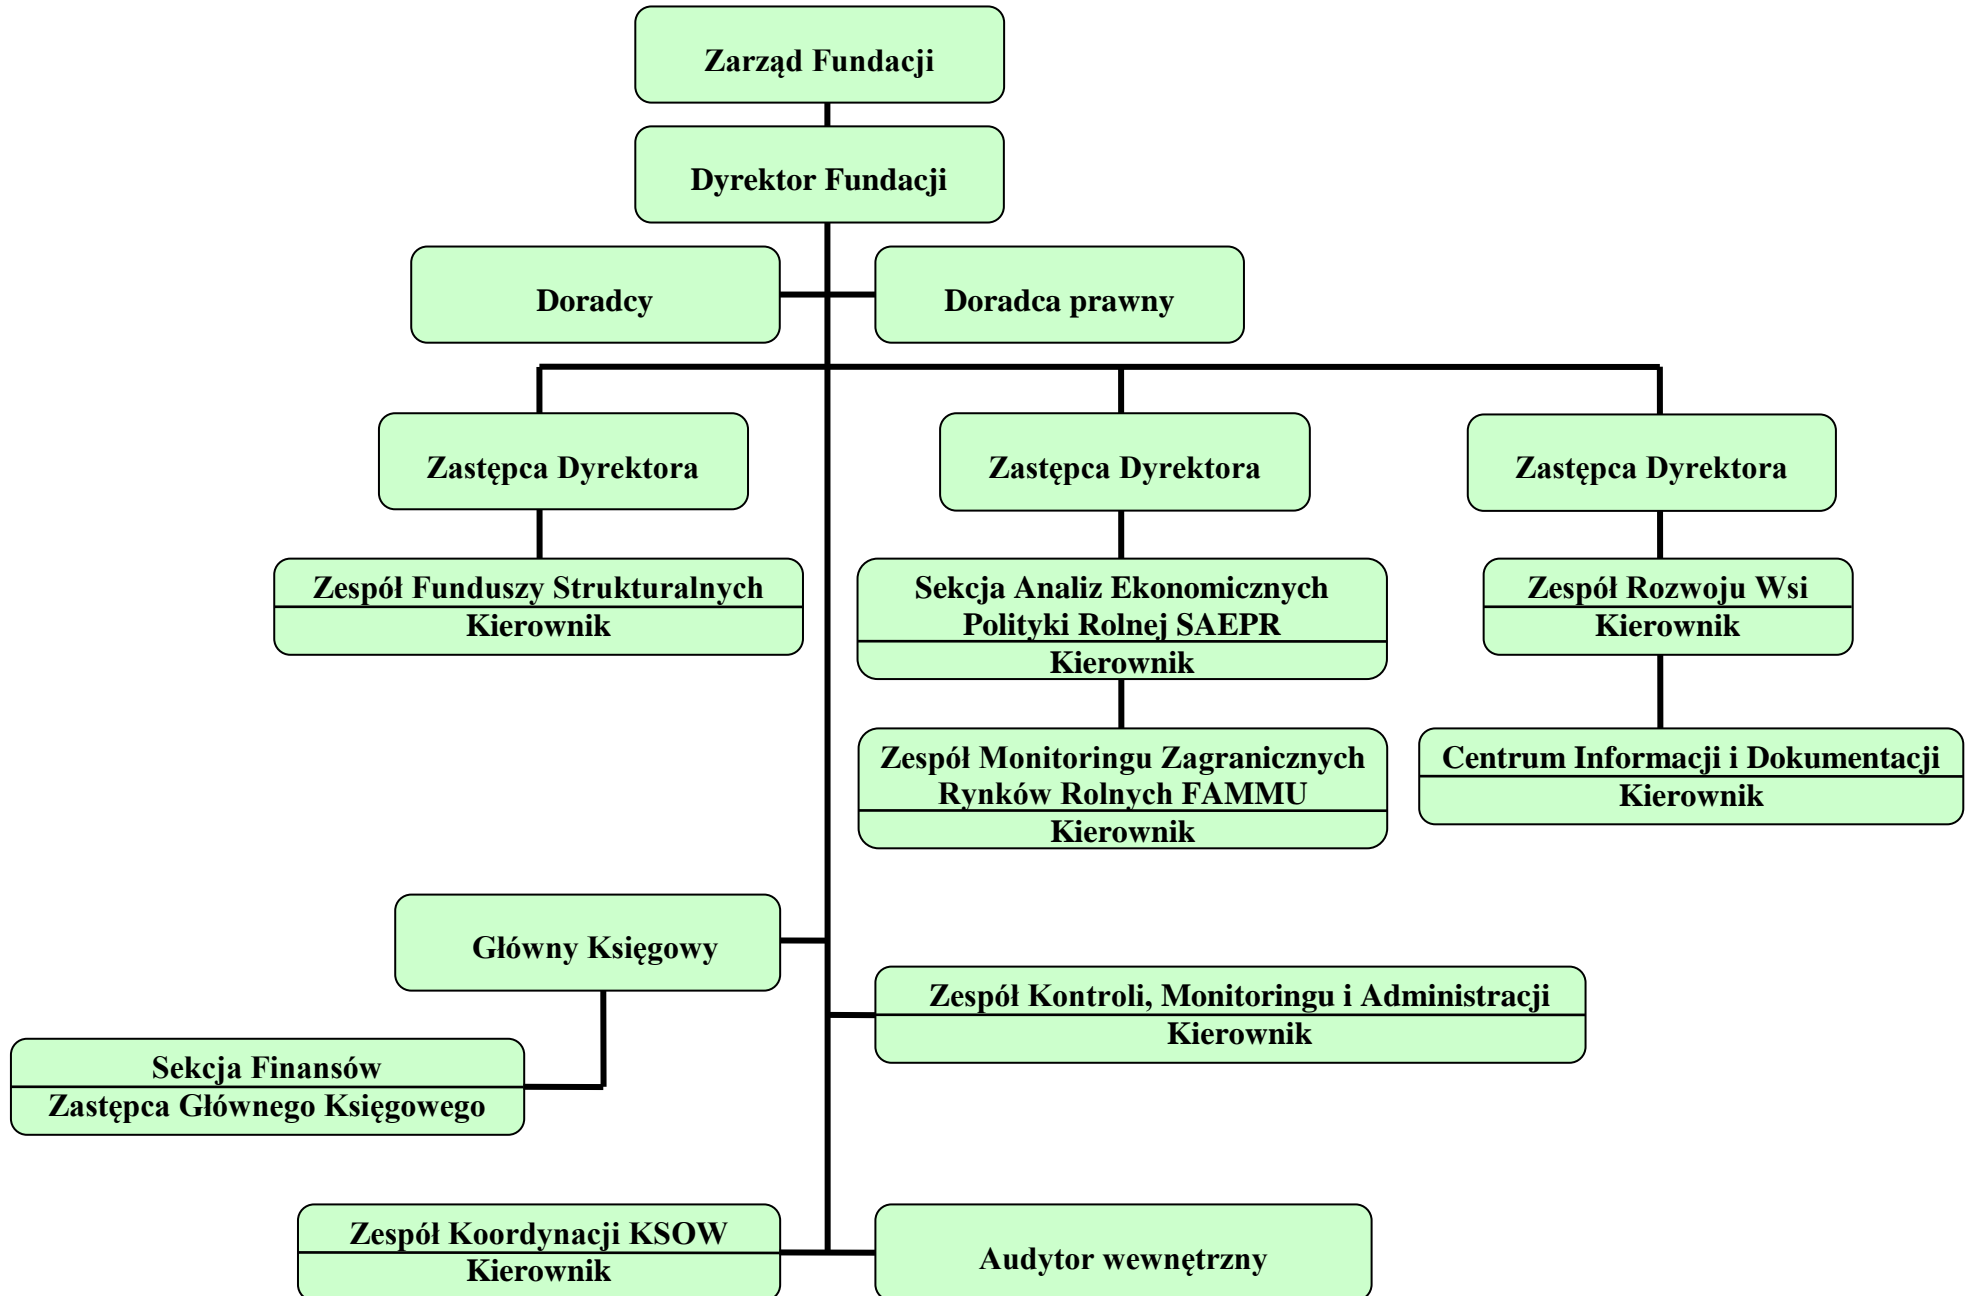 Zarząd Fundacji
Dyrektor Fundacji
Doradcy
Doradca prawny
Zastępca Dyrektora
Zastępca Dyrektora
Zastępca Dyrektora
Zespół Funduszy Strukturalnych
Kierownik
Sekcja Analiz Ekonomicznych
Polityki Rolnej SAEPR
Kierownik
Zespół Rozwoju Wsi
Kierownik
Zespół Monitoringu Zagranicznych
Rynków Rolnych FAMMU
Kierownik
Centrum Informacji i Dokumentacji
Kierownik
Główny Księgowy
Zespół Kontroli, Monitoringu i Administracji
Kierownik
Sekcja Finansów
Zastępca Głównego Księgowego
Zespół Koordynacji KSOW
Kierownik
Audytor wewnętrzny